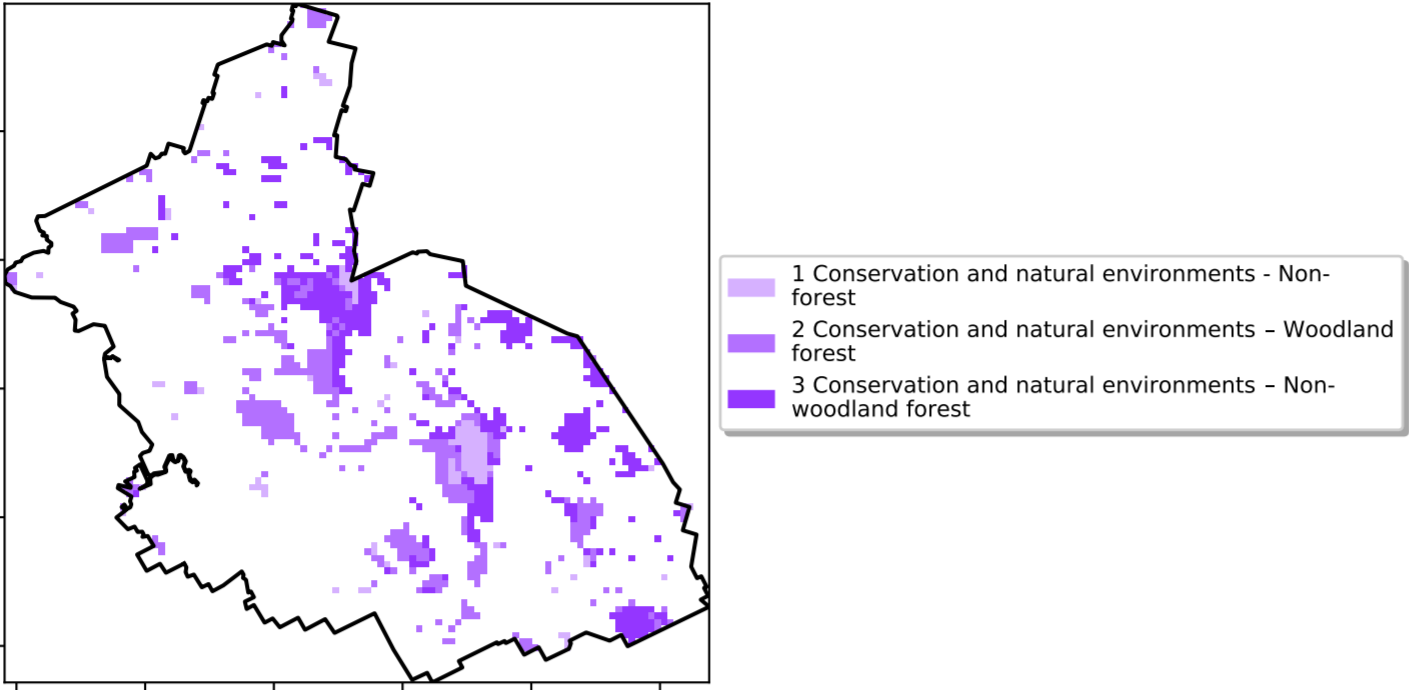 1 Conservation and natural environments - Non-
forest
2 Conservation and natural environments – Woodland
forest
3 Conservation and natural environments – Non-
woodland forest